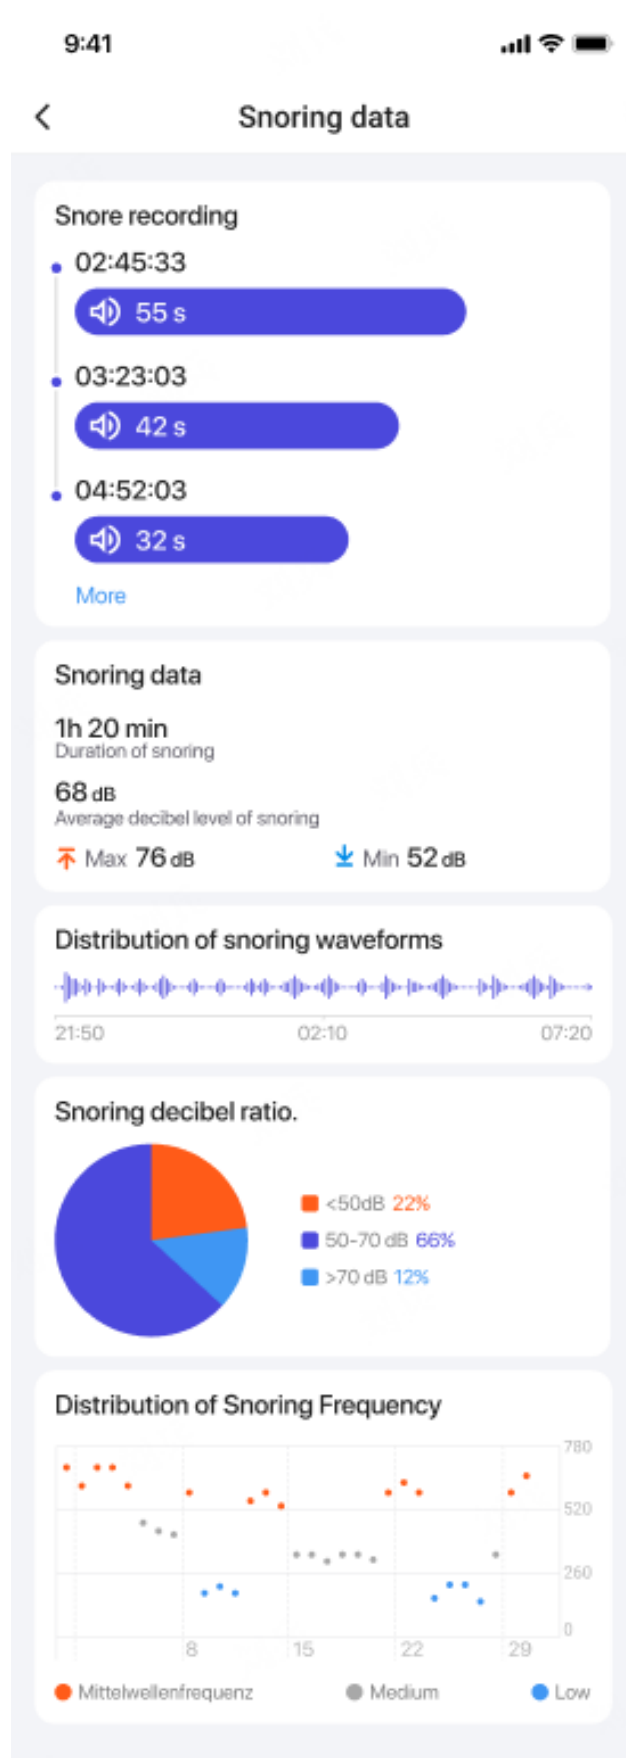 9:41
Snoring data
Snore recording
02:45:33
55 s
03:23:03
42 s
04:52:03
32 s
More
Snoring data
1h 20 min
Duration of snoring
68 dB
Average decibel level of snoring
Max 76 dB Min 52 dB
Distribution of snoring waveforms
21:50 02:10 07:20
Snoring decibel ratio.
<50dB 22%
50-70 dB 66%
>70 dB 12%
Distribution of Snoring Frequency
780
520
260
0
8 15 22 29
Mittelwellenfrequenz Medium Low